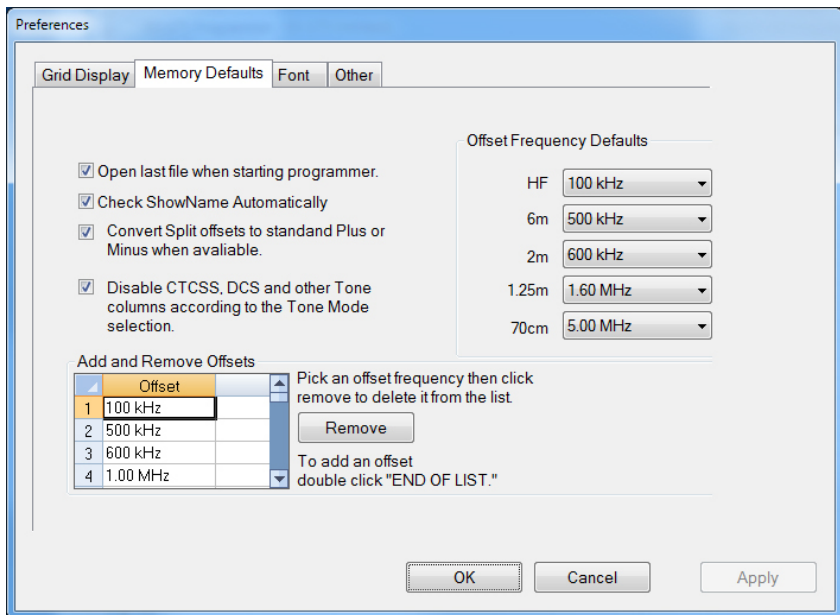 Preferences
Grid Display Memory Defaults Font Other
Open last file when starting programmer.
Check ShowName Automatically
Convert Split offsets to standand Plus or
Minus when avaliable.
Disable CTCSS, DCS and other Tone
columns according to the Tone Mode
selection.
Offset Frequency Defaults
HF 100 kHz
6m 500 kHz
2m 600 kHz
1.25m 1.60 MHz
70cm 5.00 MHz
Add and Remove Offsets
Offset
1 100 kHz
2 500 kHz
3 600 kHz
4 1.00 MHz
Pick an offset frequency then click
remove to delete it from the list.
Remove
To add an offset
double click "END OF LIST."
OK Cancel Apply